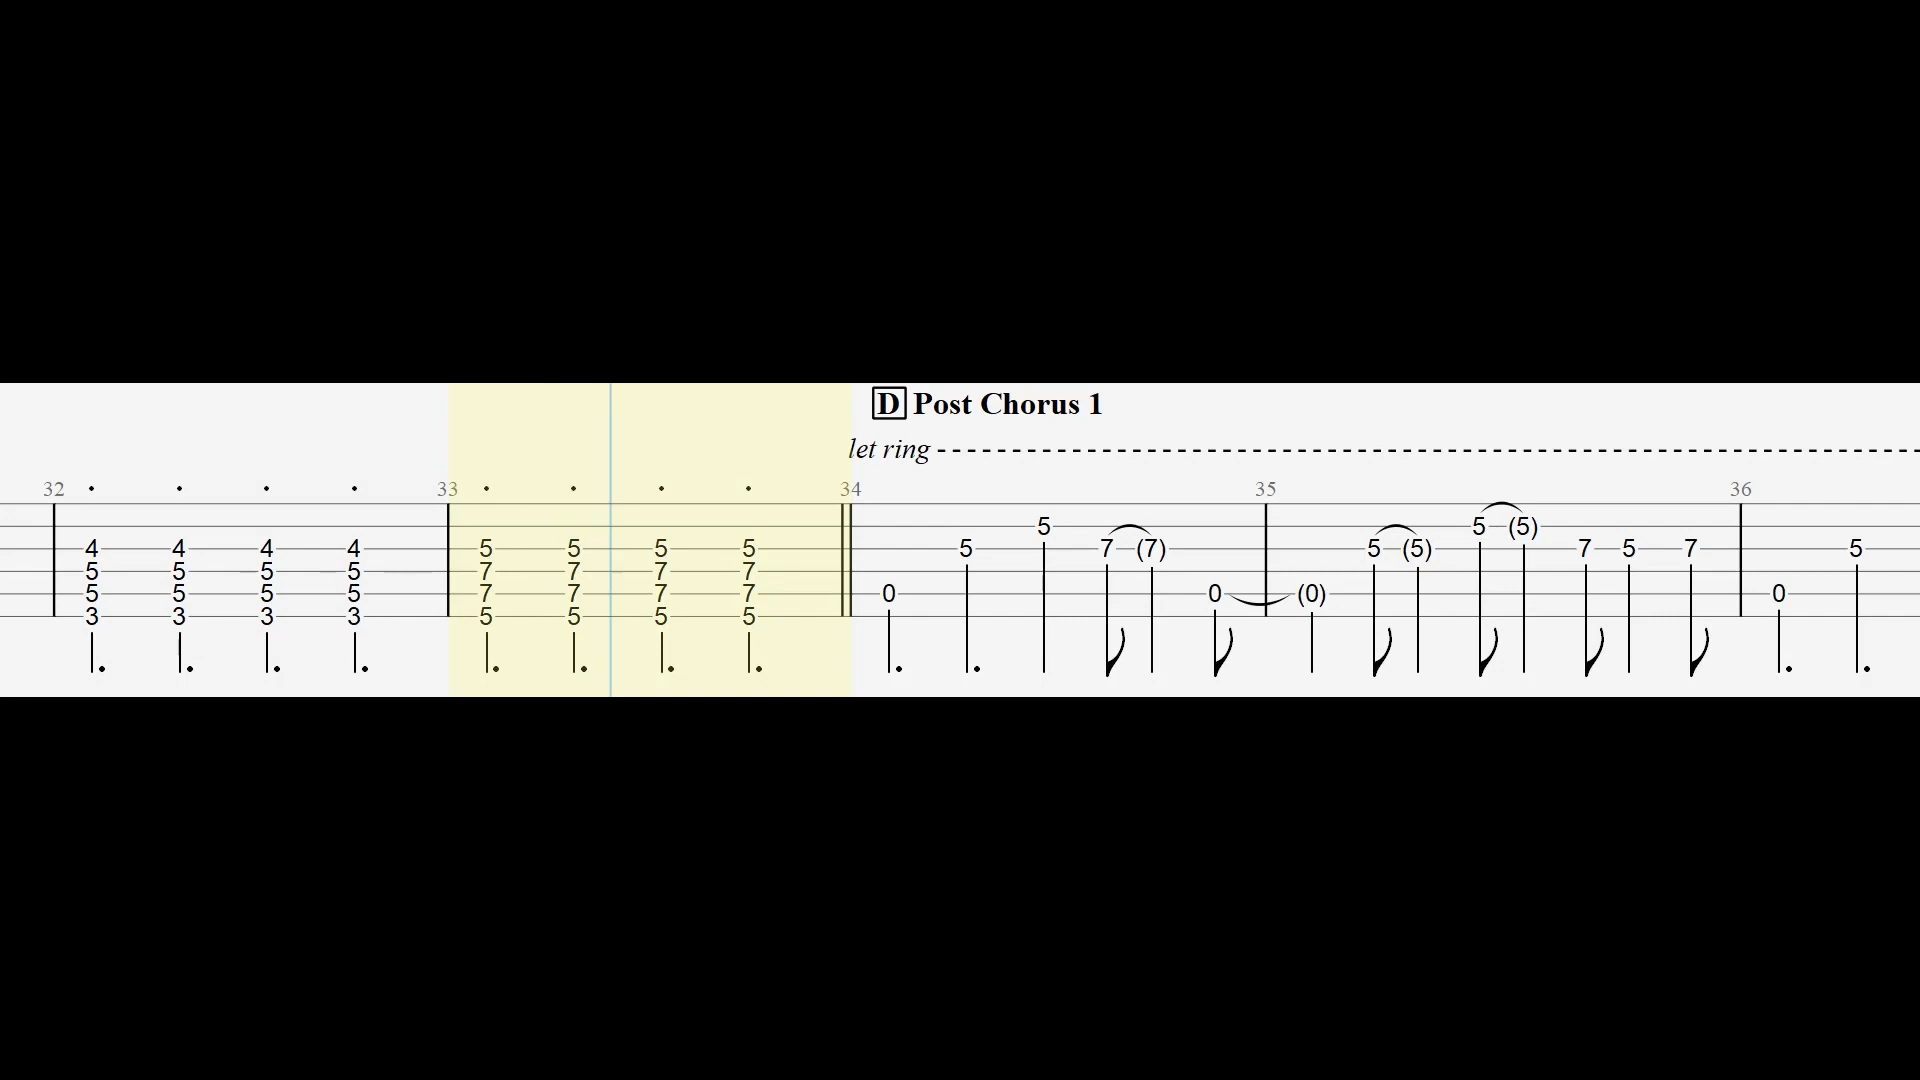 D Post Chorus 1
let ring
32 33 34 35 36
5 5 (5)
4 4 4 4 5 5 5 5 5 7 (7) 5 (5) 7 5 7 5
5 5 5 5 7 7 7 7
5 5 5 5 7 7 7 7 0 0 (0) 0
3 3 3 3 5 5 5 5